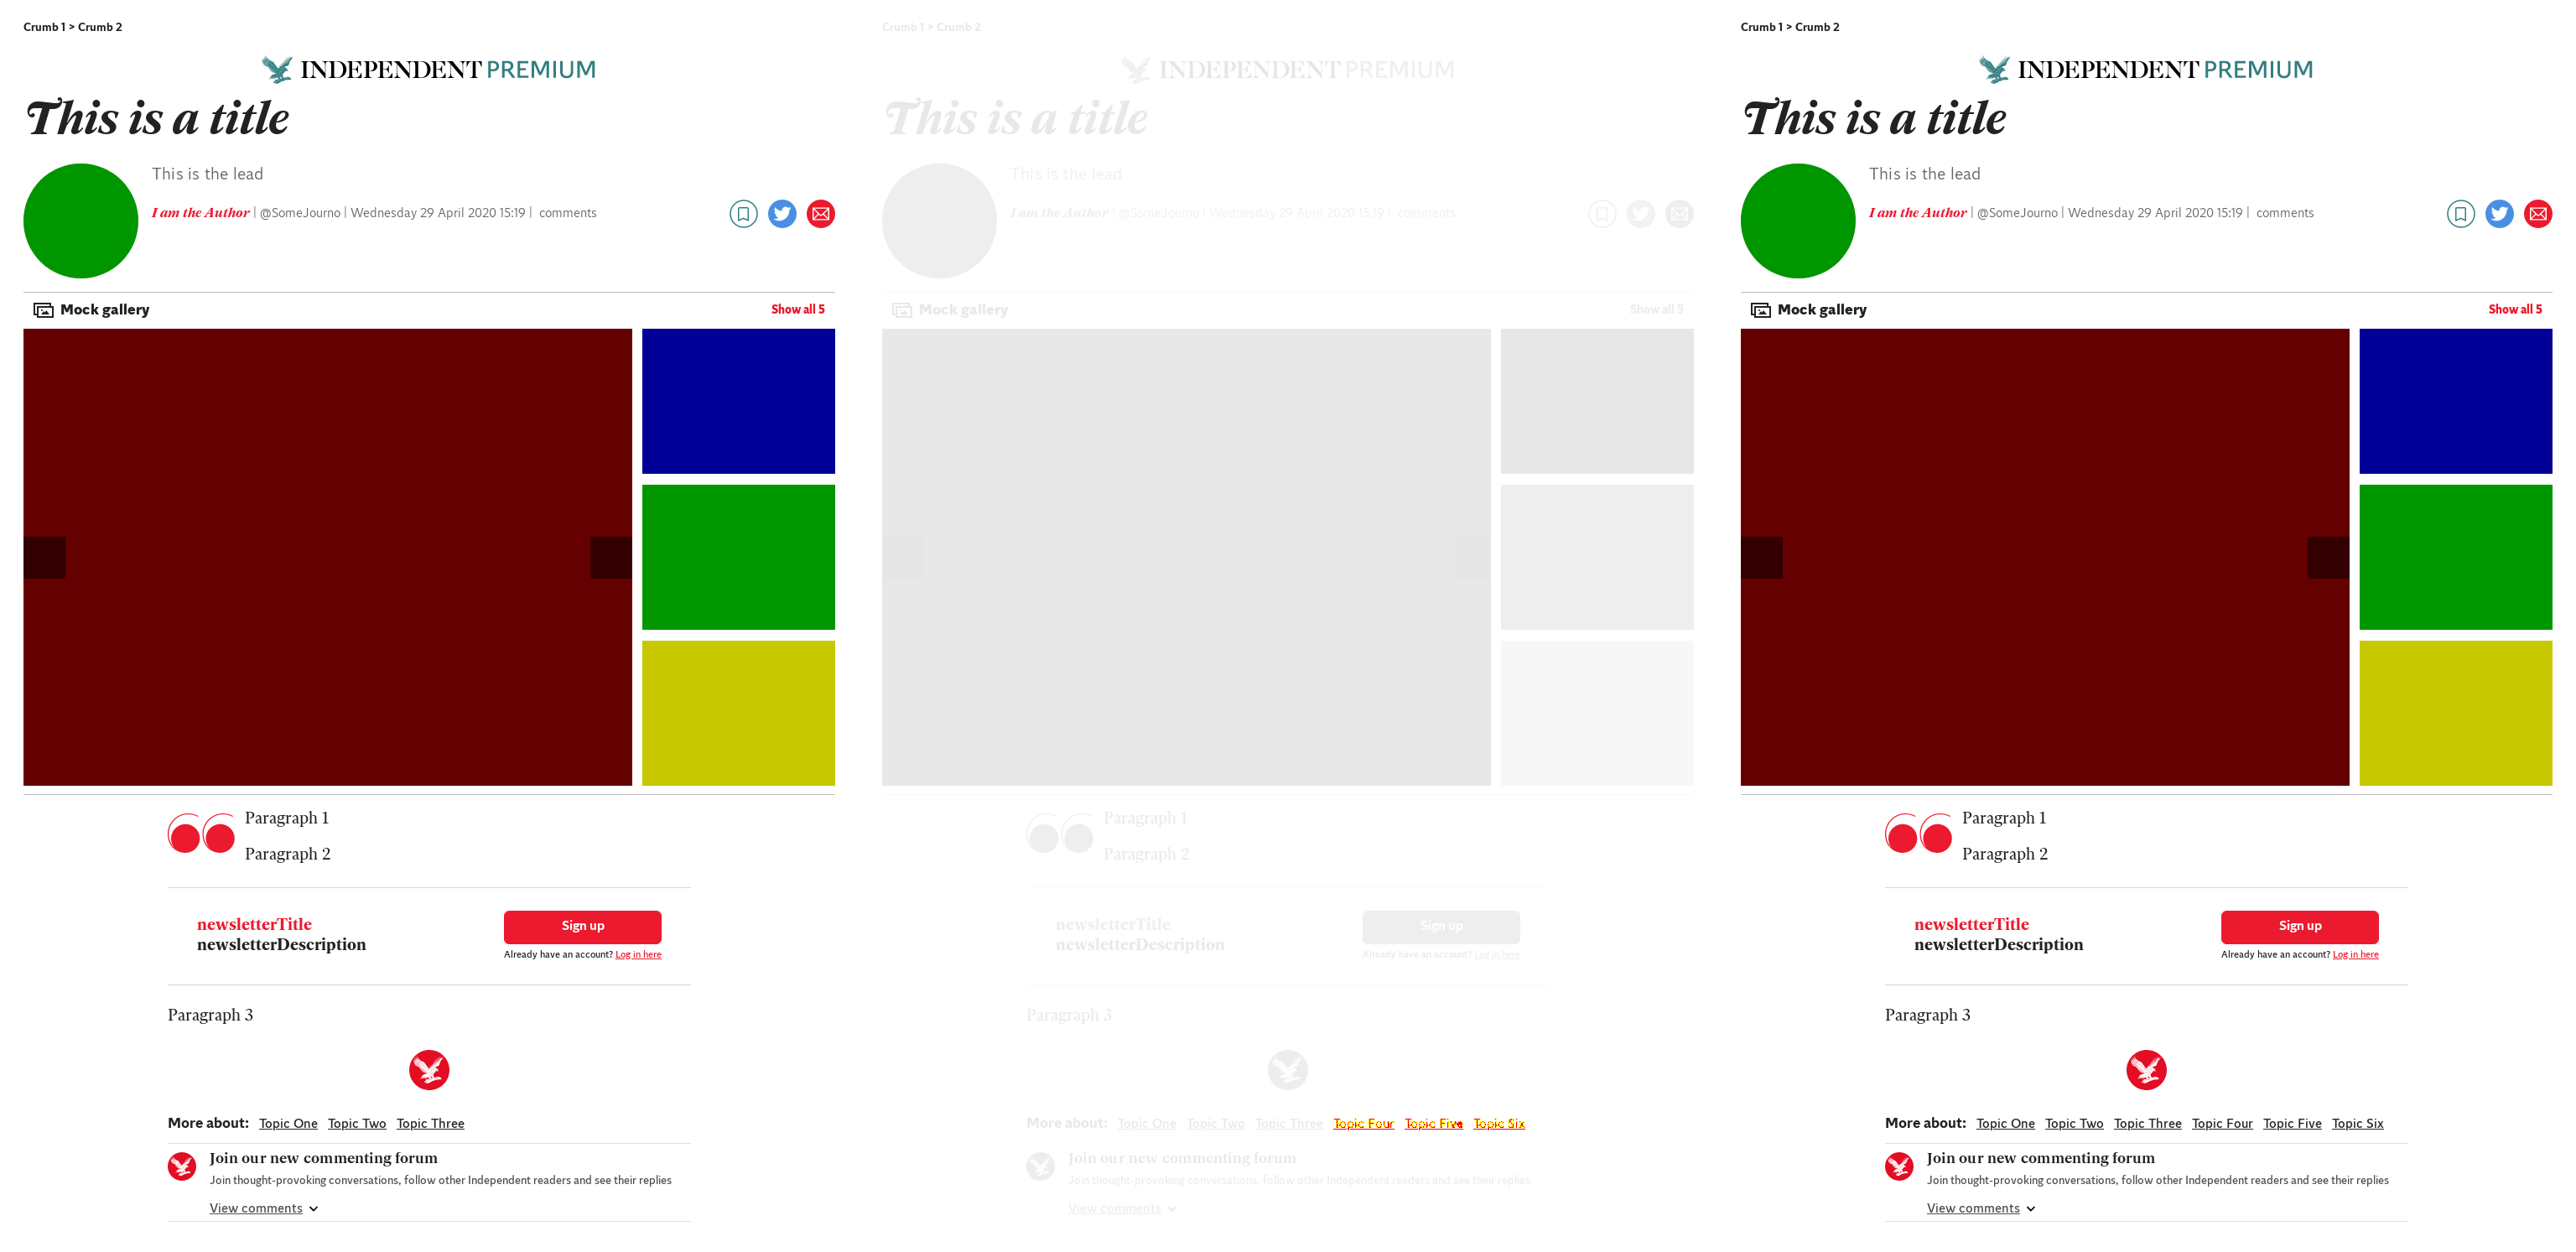 Crumb 1 > Crumb 2
INDEPENDENT PREMIUM
This is a title
This is the lead
I am the Author | @SomeJourno | Wednesday 29 April 2020 15:19 | comments
Mock gallery
Show all 5
Paragraph 1
Paragraph 2
newsletterTitle
newsletterDescription
Sign up
Already have an account? Log in here
Paragraph 3
More about: Topic One Topic Two Topic Three
Join our new commenting forum
Join thought-provoking conversations, follow other Independent readers and see their replies
View comments
Crumb 1 > Crumb 2
INDEPENDENT PREMIUM
This is a title
This is the lead
I am the Author | @SomeJourno | Wednesday 29 April 2020 15:19 | comments
Mock gallery
Show all 5
Paragraph 1
Paragraph 2
newsletterTitle
newsletterDescription
Sign up
Already have an account? Log in here
Paragraph 3
More about: Topic One Topic Two Topic Three Topic Four Topic Five Topic Six
Join our new commenting forum
Join thought-provoking conversations, follow other Independent readers and see their replies
View comments
Crumb 1 > Crumb 2
INDEPENDENT PREMIUM
This is a title
This is the lead
I am the Author | @SomeJourno | Wednesday 29 April 2020 15:19 | comments
Mock gallery
Show all 5
Paragraph 1
Paragraph 2
newsletterTitle
newsletterDescription
Sign up
Already have an account? Log in here
Paragraph 3
More about: Topic One Topic Two Topic Three Topic Four Topic Five Topic Six
Join our new commenting forum
Join thought-provoking conversations, follow other Independent readers and see their replies
View comments